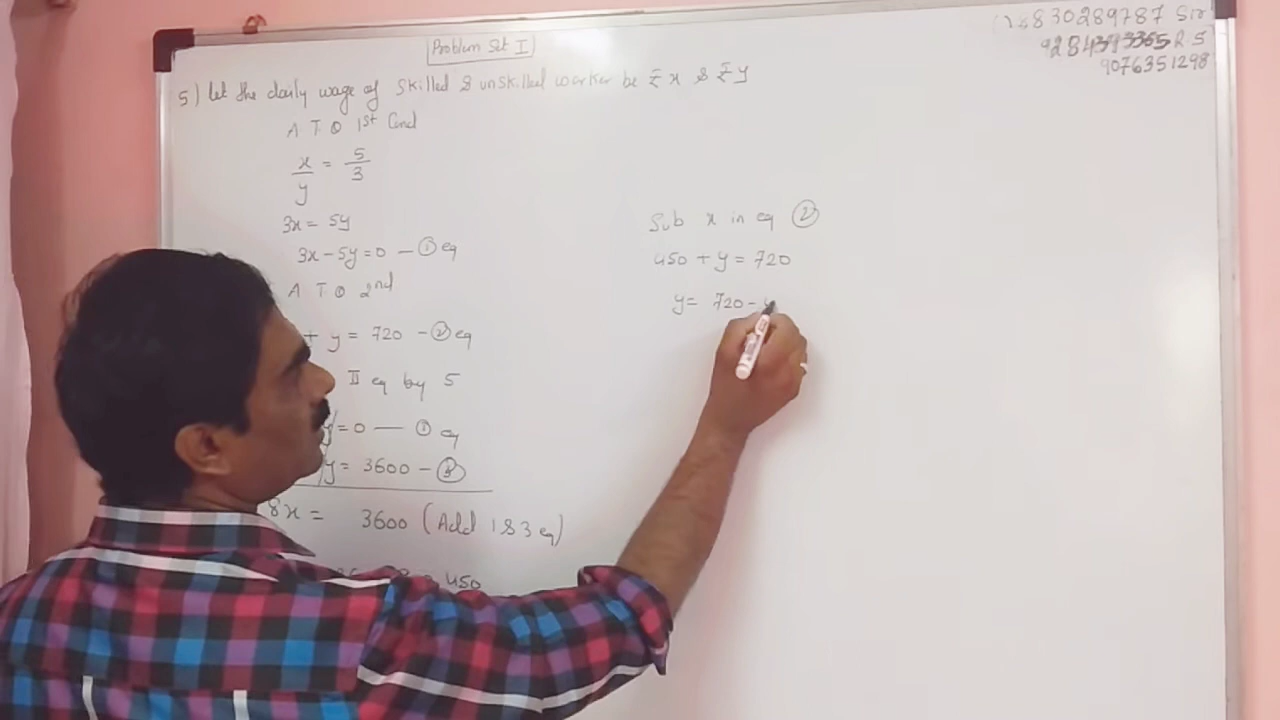 Problem Set I
830289787 Sir
9076351298
5) Let the daily wage of skilled & unskilled worker be ₹ x & ₹ y
A T Q 1st Cond
x/y = 5/3
3x = 5y
3x - 5y = 0 — ① eq
A T Q 2nd
+ y = 720 - ② eq
II eq by 5
y = 0 — ① eq
y = 3600 - ③
8x = 3600 (Add 1 & 3 eq)
450
Sub x in eq ②
450 + y = 720
y = 720 -